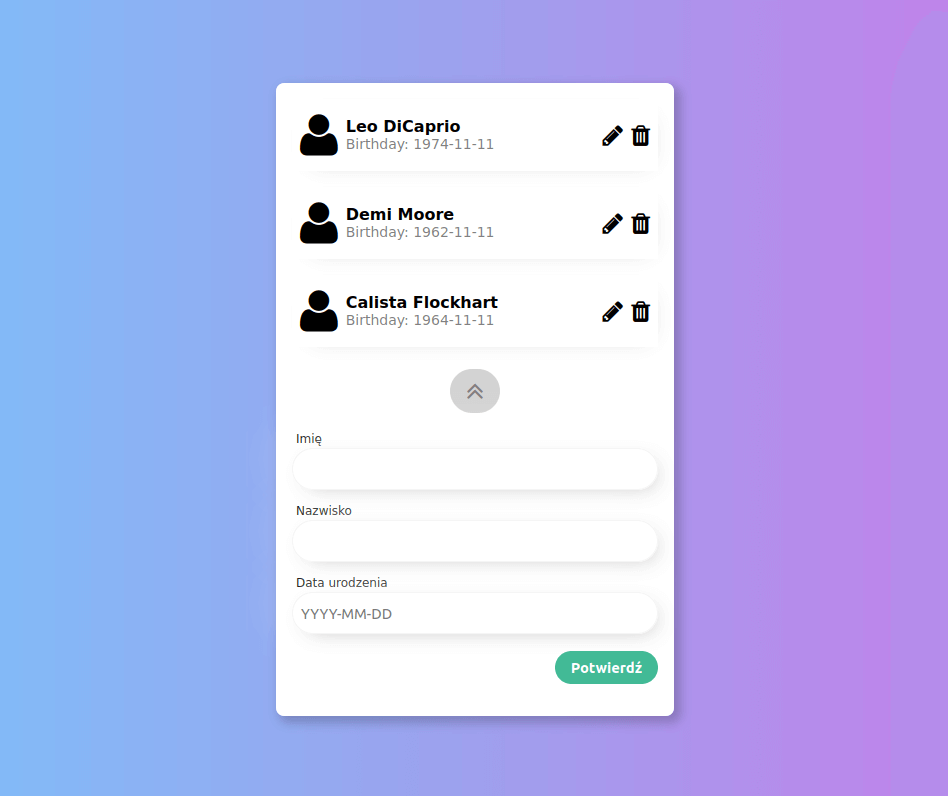 Leo DiCaprio
Birthday: 1974-11-11
Demi Moore
Birthday: 1962-11-11
Calista Flockhart
Birthday: 1964-11-11
Imię
Nazwisko
Data urodzenia
YYYY-MM-DD
Potwierdź